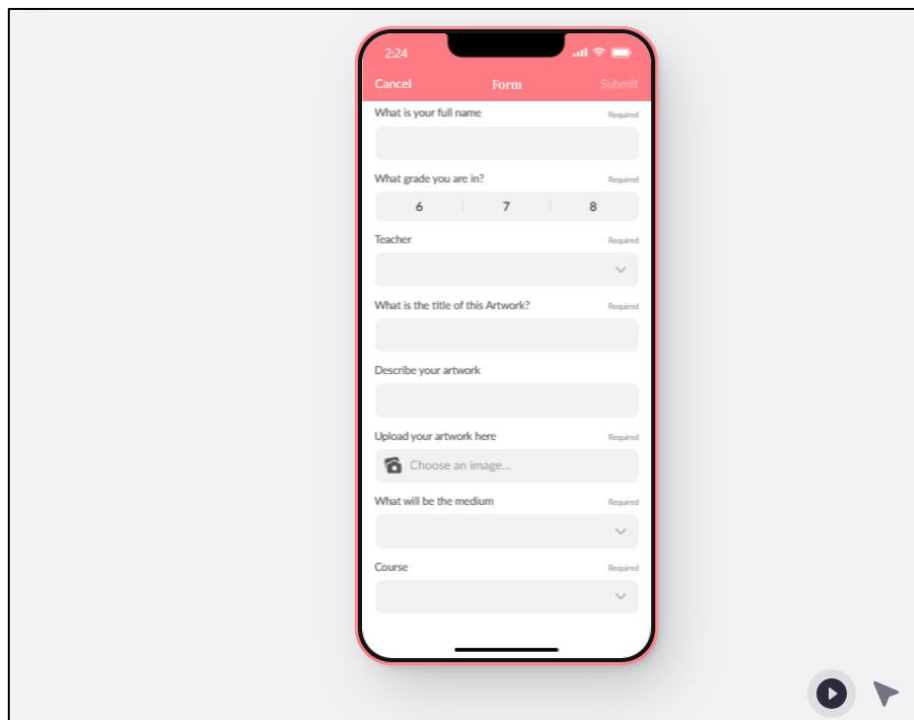 2:24
Cancel Form Submit
What is your full name Required
What grade you are in? Required
6 7 8
Teacher Required
What is the title of this Artwork? Required
Describe your artwork
Upload your artwork here Required
Choose an image...
What will be the medium Required
Course Required